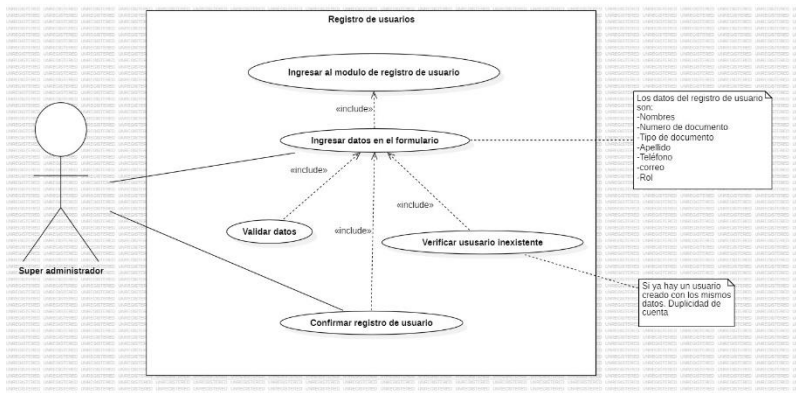 Registro de usuarios
Ingresar al modulo de registro de usuario
«include»
Ingresar datos en el formulario
Los datos del registro de usuario
son:
-Nombres
-Numero de documento
-Tipo de documento
-Apellido
-Teléfono
-correo
-Rol
«include»
«include»
«include»
Validar datos
Verificar ususario inexistente
Super administrador
Si ya hay un usuario
creado con los mismos
datos. Duplicidad de
cuenta
Confirmar registro de usuario